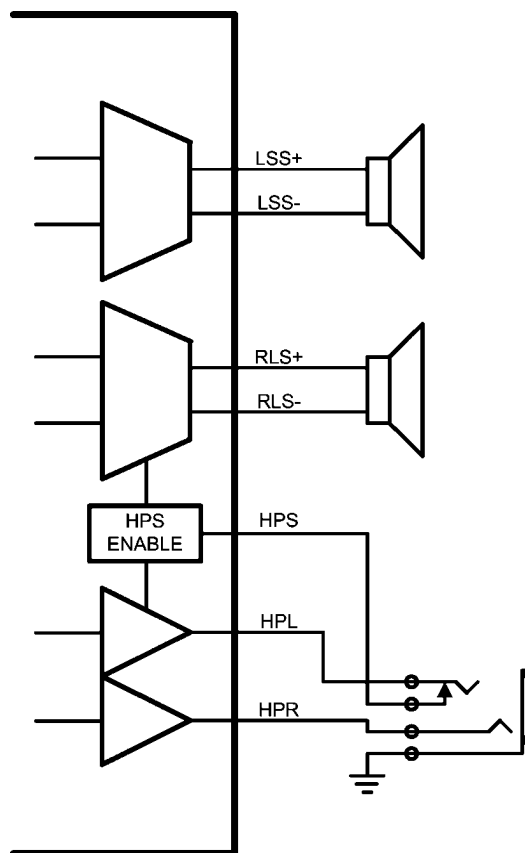 LSS+
LSS-
RLS+
RLS-
HPS
ENABLE
HPS
HPL
HPR